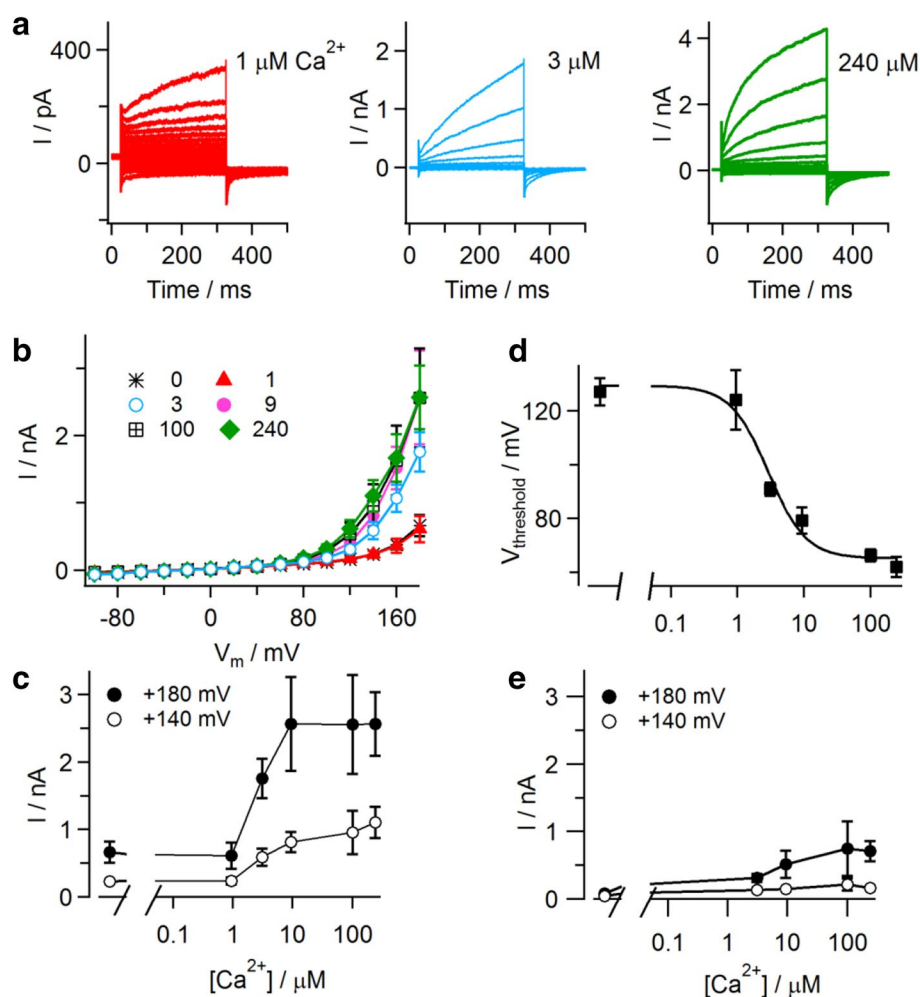 a
1 μM Ca2+
3 μM
240 μM
I / pA
400
200
0
I / nA
2
1
0
I / nA
4
2
0
0 200 400
Time / ms
0 200 400
Time / ms
0 200 400
Time / ms
b
0 1
3 9
100 240
I / nA
2
0
-80 0 80 160
Vm / mV
d
Vthreshold / mV
120
80
0.1 1 10 100
c
+180 mV
+140 mV
I / nA
3
2
1
0
0.1 1 10 100
[Ca2+] / μM
e
+180 mV
+140 mV
I / nA
3
2
1
0
0.1 1 10 100
[Ca2+] / μM